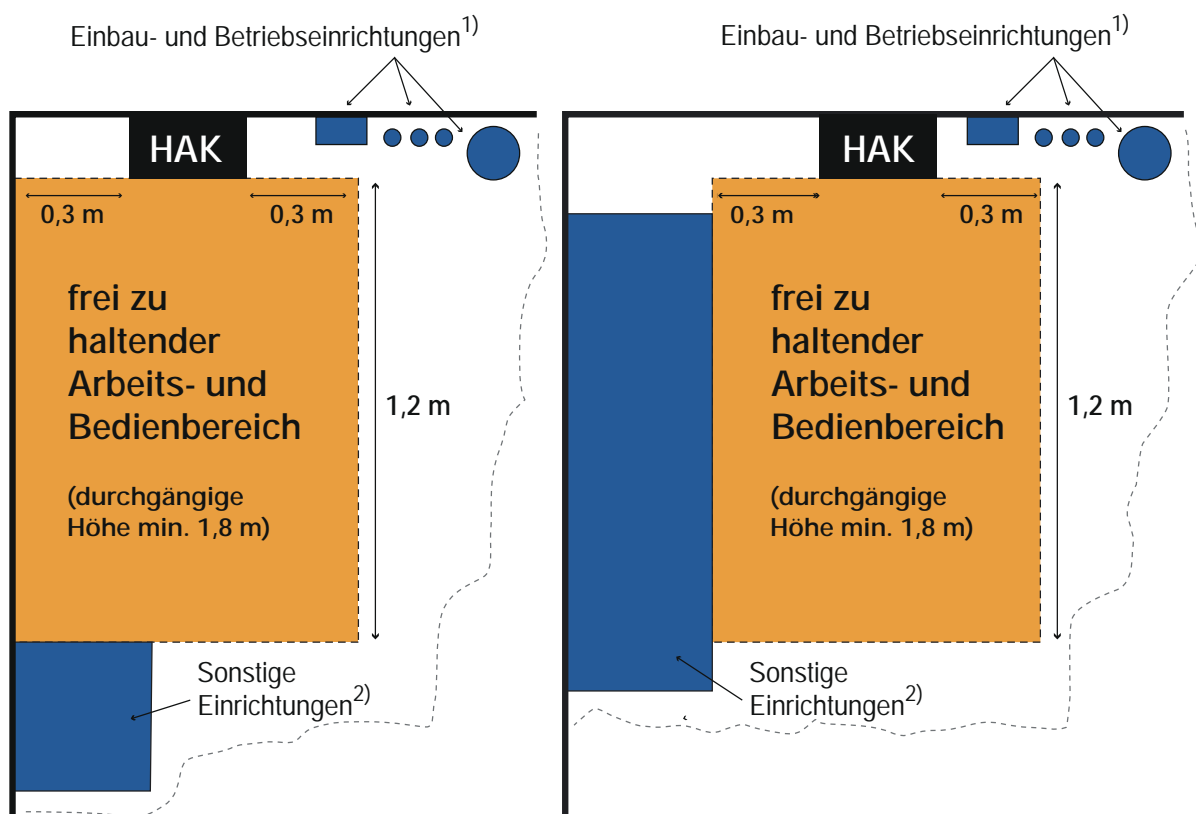 Einbau- und Betriebseinrichtungen1)
HAK
0,3 m
0,3 m
frei zu
haltender
Arbeits- und
Bedienbereich
(durchgängige
Höhe min. 1,8 m)
1,2 m
Sonstige
Einrichtungen2)
Einbau- und Betriebseinrichtungen1)
HAK
0,3 m
0,3 m
frei zu
haltender
Arbeits- und
Bedienbereich
(durchgängige
Höhe min. 1,8 m)
1,2 m
Sonstige
Einrichtungen2)